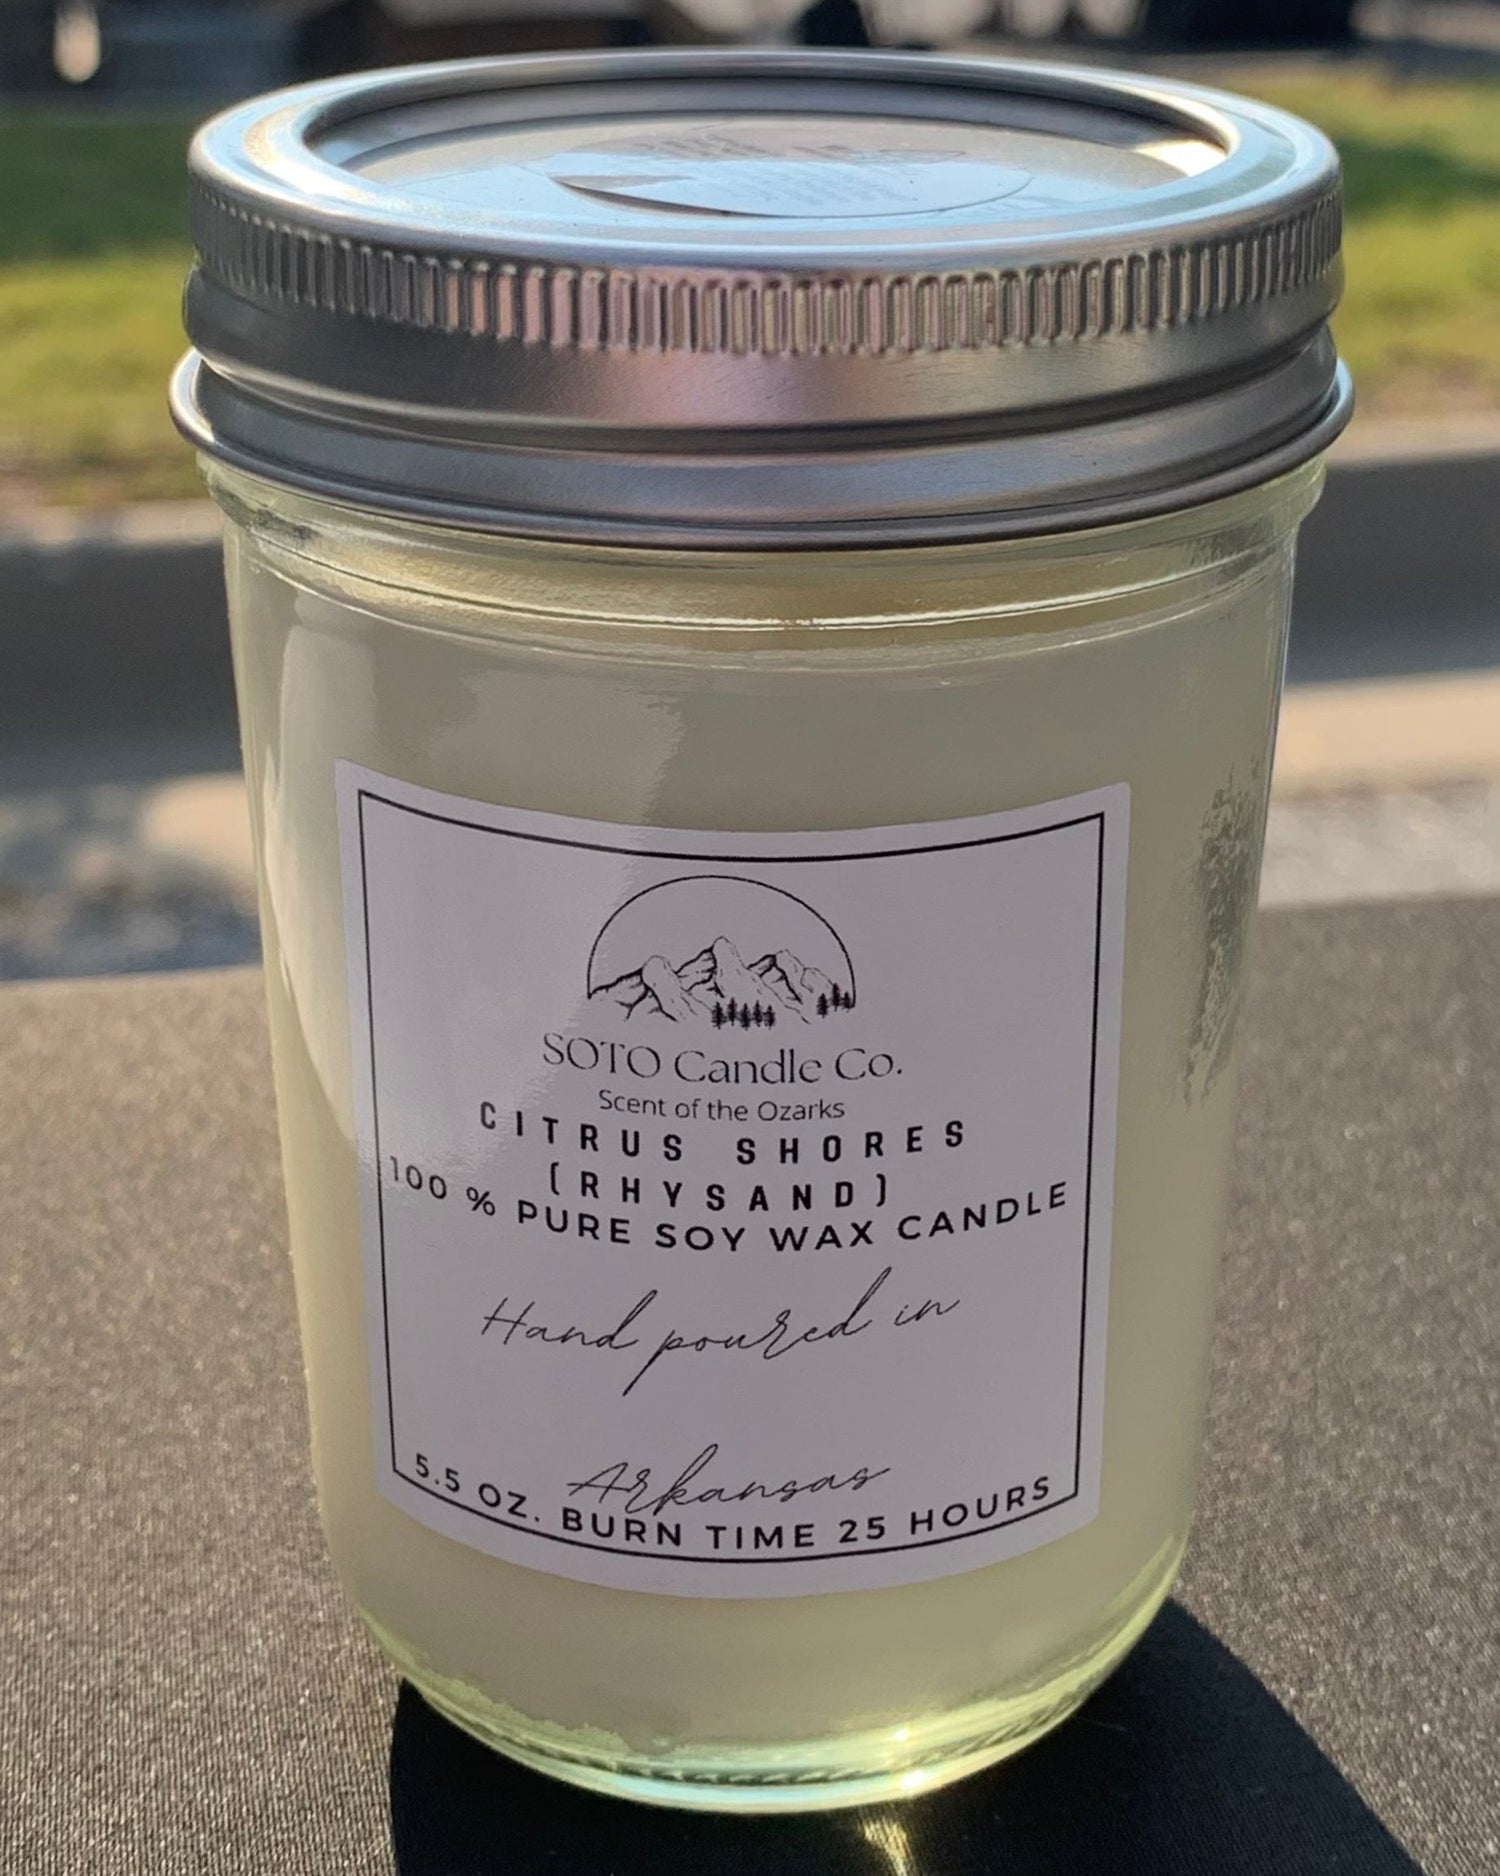 SOTO Candle Co.
Scent of the Ozarks
CITRUS SHORES
(RHYSAND)
100 % PURE SOY WAX CANDLE
Hand poured in
Arkansas
5.5 OZ. BURN TIME 25 HOURS